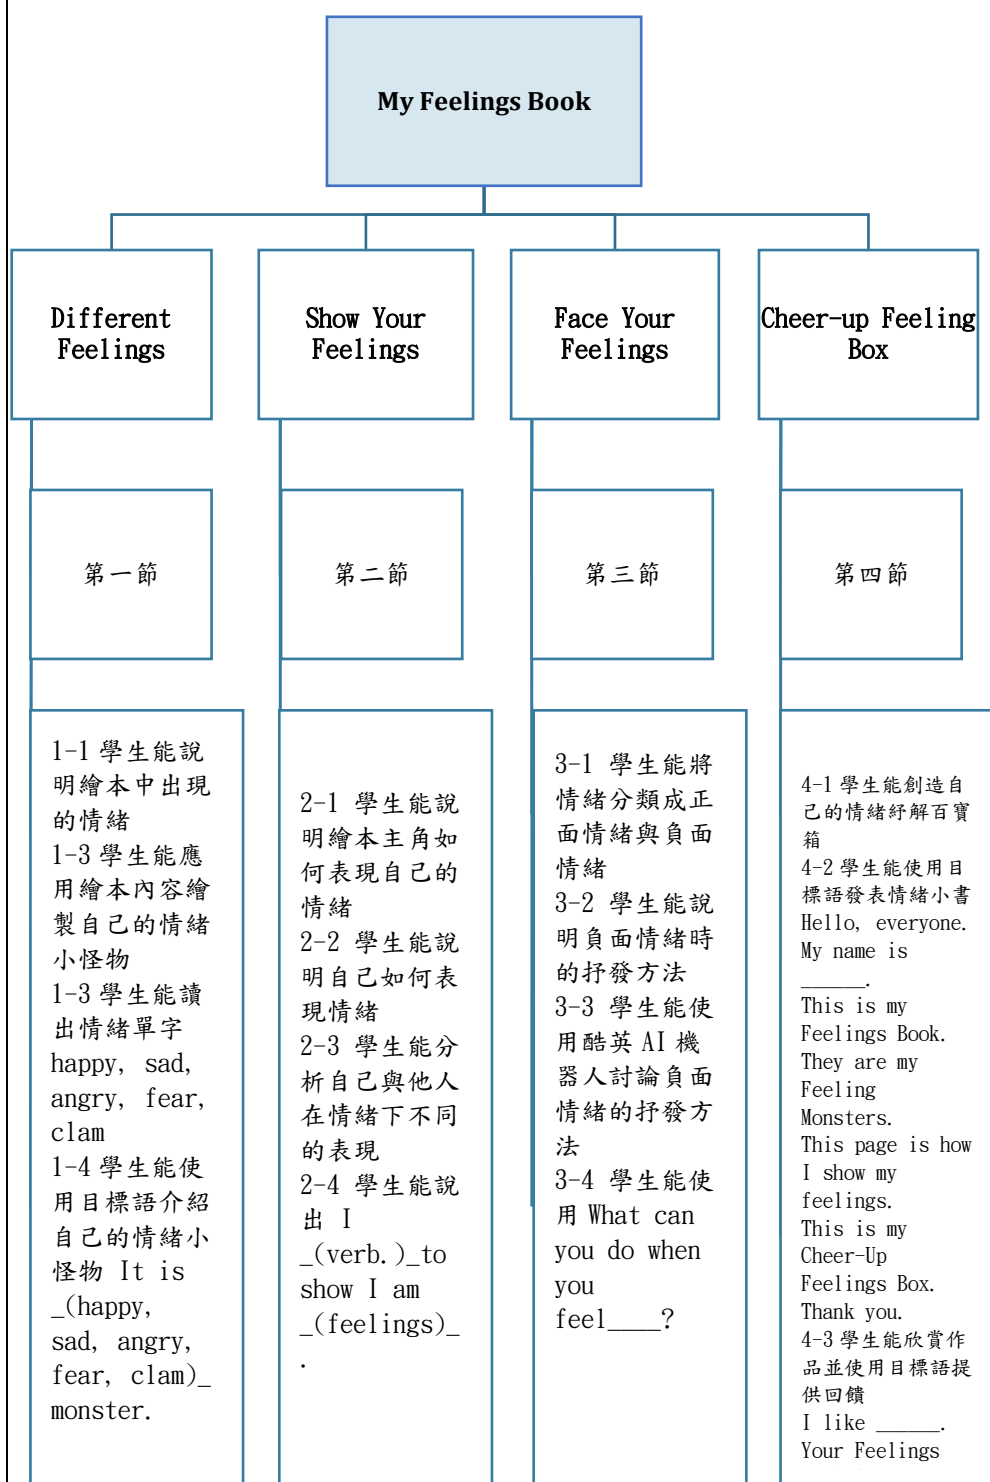 My Feelings Book
Different
Feelings
Show Your
Feelings
Face Your
Feelings
Cheer-up Feeling
Box
第一節
第二節
第三節
第四節
1-1學生能說
明繪本中出現
的情緒
1-3學生能應
用繪本內容繪
製自己的情緒
小怪物
1-3學生能讀
出情緒單字
happy, sad,
angry, fear,
clam
1-4學生能使
用目標語介紹
自己的情緒小
怪物 It is
_(happy,
sad, angry,
fear, clam)_
monster.
2-1 學生能說
明繪本主角如
何表現自己的
情緒
2-2 學生能說
明自己如何表
現情緒
2-3 學生能分
析自己與他人
在情緒下不同
的表現
2-4 學生能說
出 I
_(verb.)_to
show I am
_(feelings)_
.
3-1 學生能將
情緒分類成正
面情緒與負面
情緒
3-2 學生能說
明負面情緒時
的抒發方法
3-3 學生能使
用酷英 AI 機
器人討論負面
情緒的抒發方
法
3-4 學生能使
用 What can
you do when
you
feel____?
4-1學生能創造自
己的情緒紓解百寶
箱
4-2學生能使用目
標語發表情緒小書
Hello, everyone.
My name is
______.
This is my
Feelings Book.
They are my
Feeling
Monsters.
This page is how
I show my
feelings.
This is my
Cheer-Up
Feelings Box.
Thank you.
4-3學生能欣賞作
品並使用目標語提
供回饋
I like ______.
Your Feelings